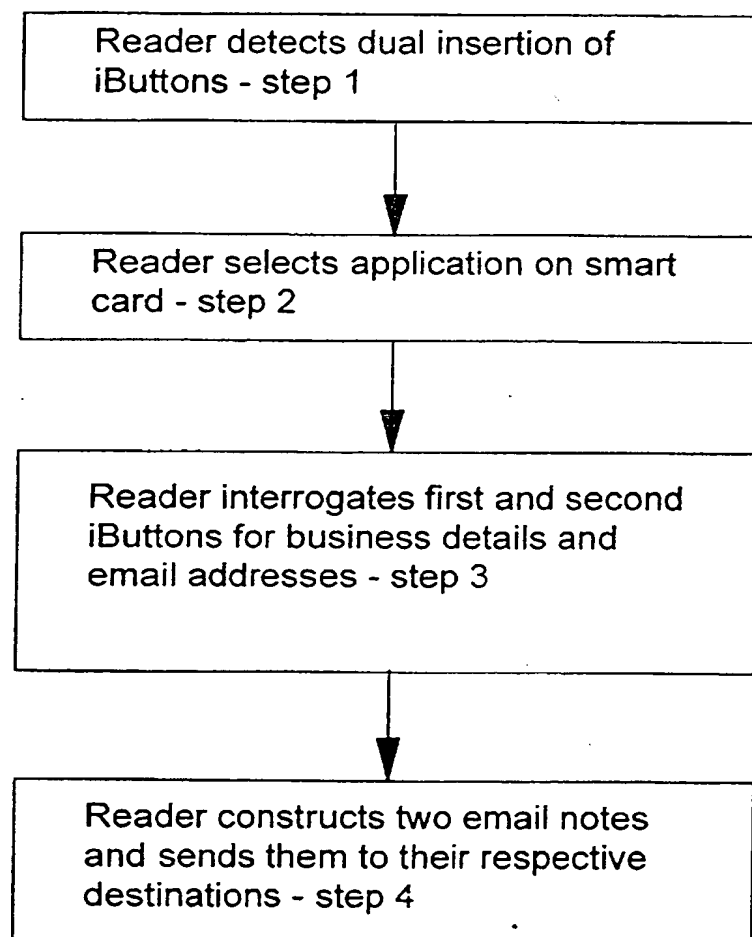 Reader detects dual insertion of
iButtons - step 1
Reader selects application on smart
card - step 2
Reader interrogates first and second
iButtons for business details and
email addresses - step 3
Reader constructs two email notes
and sends them to their respective
destinations - step 4